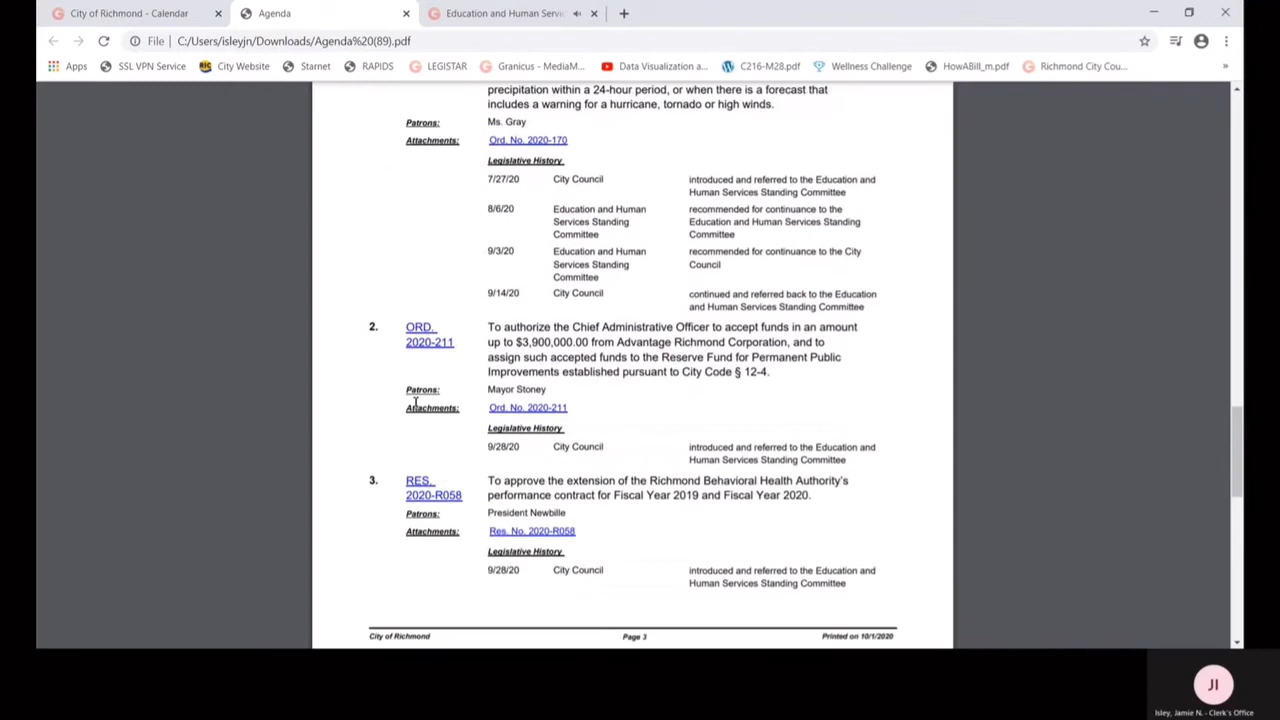 City of Richmond - Calendar
Agenda
Education and Human Servic
File | C:/Users/isleyjn/Downloads/Agenda%20(89).pdf
Apps
SSL VPN Service
City Website
Starnet
RAPIDS
LEGISTAR
Granicus - MediaM...
Data Visualization a...
C216-M28.pdf
Wellness Challenge
HowABill_m.pdf
Richmond City Cou...
precipitation within a 24-hour period, or when there is a forecast that
includes a warning for a hurricane, tornado or high winds.
Patrons: Ms. Gray
Attachments: Ord. No. 2020-170
Legislative History
7/27/20 City Council introduced and referred to the Education and
Human Services Standing Committee
8/6/20 Education and Human recommended for continuance to the
Services Standing Education and Human Services Standing
Committee Committee
9/3/20 Education and Human recommended for continuance to the City
Services Standing Council
Committee
9/14/20 City Council continued and referred back to the Education
and Human Services Standing Committee
2. ORD. To authorize the Chief Administrative Officer to accept funds in an amount
2020-211 up to $3,900,000.00 from Advantage Richmond Corporation, and to
assign such accepted funds to the Reserve Fund for Permanent Public
Improvements established pursuant to City Code § 12-4.
Patrons: Mayor Stoney
Attachments: Ord. No. 2020-211
Legislative History
9/28/20 City Council introduced and referred to the Education and
Human Services Standing Committee
3. RES. To approve the extension of the Richmond Behavioral Health Authority's
2020-R058 performance contract for Fiscal Year 2019 and Fiscal Year 2020.
Patrons: President Newbille
Attachments: Res. No. 2020-R058
Legislative History
9/28/20 City Council introduced and referred to the Education and
Human Services Standing Committee
City of Richmond Page 3 Printed on 10/1/2020
JI
Isley, Jamie N. - Clerk's Office